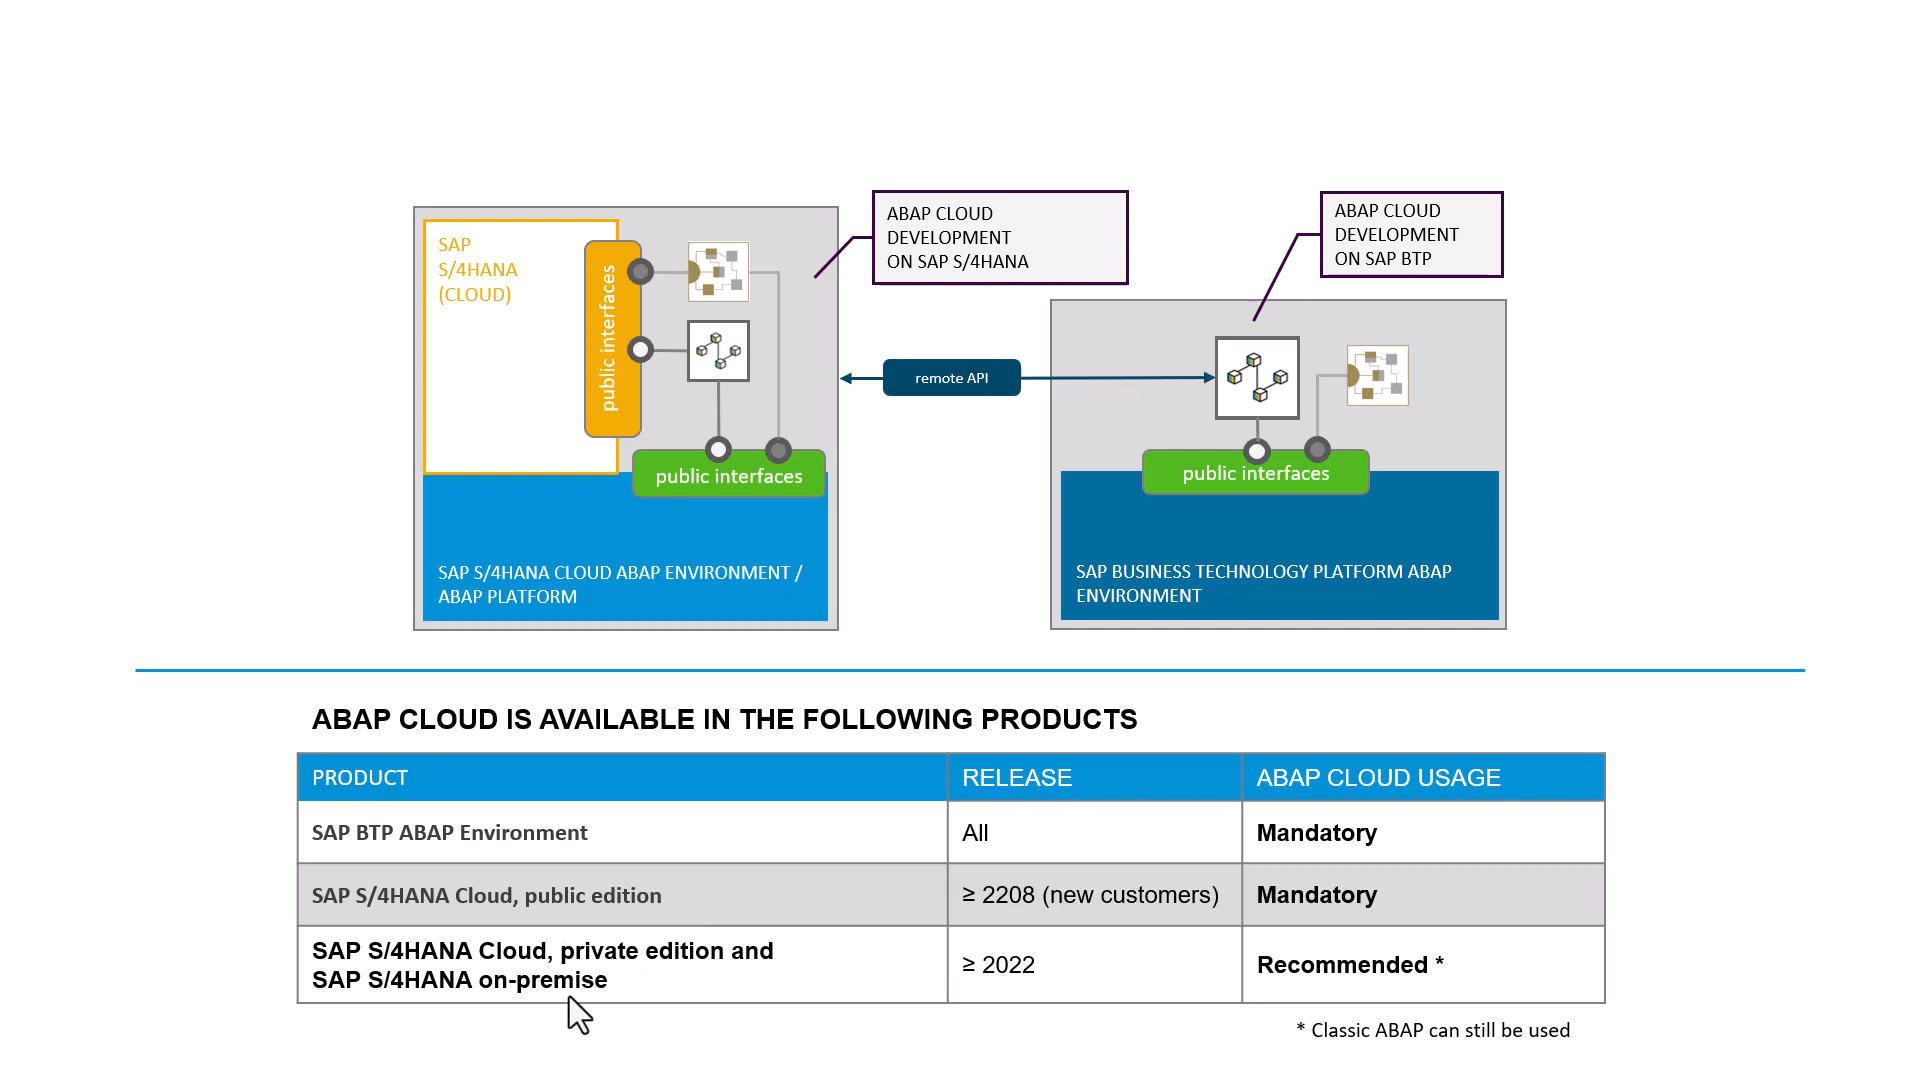 SAP
S/4HANA
(CLOUD)
public interfaces
ABAP CLOUD
DEVELOPMENT
ON SAP S/4HANA
ABAP CLOUD
DEVELOPMENT
ON SAP BTP
remote API
public interfaces
public interfaces
SAP S/4HANA CLOUD ABAP ENVIRONMENT /
ABAP PLATFORM
SAP BUSINESS TECHNOLOGY PLATFORM ABAP
ENVIRONMENT
ABAP CLOUD IS AVAILABLE IN THE FOLLOWING PRODUCTS
PRODUCT RELEASE ABAP CLOUD USAGE
SAP BTP ABAP Environment All Mandatory
SAP S/4HANA Cloud, public edition ≥ 2208 (new customers) Mandatory
SAP S/4HANA Cloud, private edition and
SAP S/4HANA on-premise ≥ 2022 Recommended *
* Classic ABAP can still be used